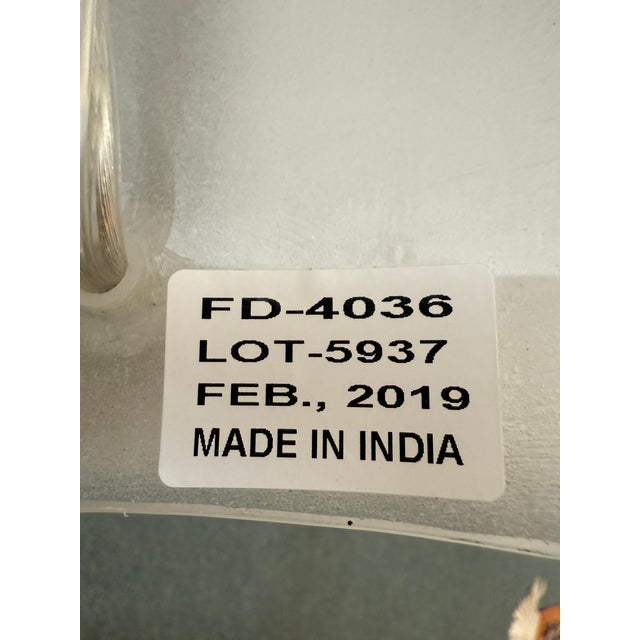 FD-4036
LOT-5937
FEB., 2019
MADE IN INDIA